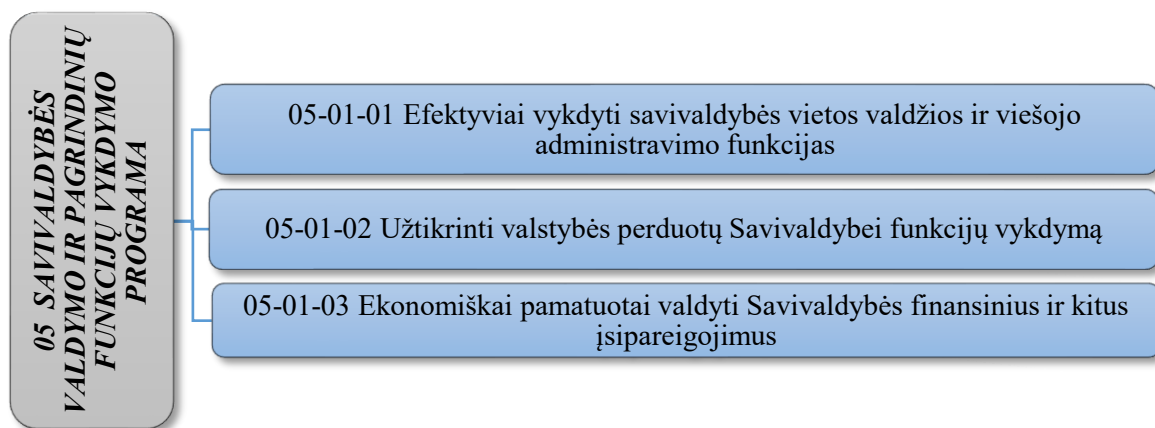 05 SAVIVALDYBĖS
VALDYMO IR PAGRINDINIŲ
FUNKCIJŲ VYKDYMO
PROGRAMA
05-01-01 Efektyviai vykdyti savivaldybės vietos valdžios ir viešojo
administravimo funkcijas
05-01-02 Užtikrinti valstybės perduotų Savivaldybei funkcijų vykdymą
05-01-03 Ekonomiškai pamatuotai valdyti Savivaldybės finansinius ir kitus
įsipareigojimus